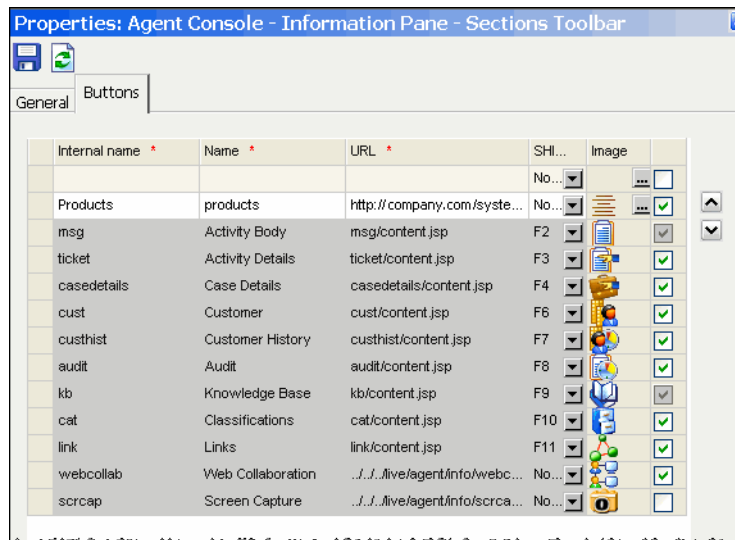 Properties: Agent Console - Information Pane - Sections Toolbar
General Buttons
Internal name * Name * URL * SHI... Image
No... ...
Products products http://company.com/syste... No... ...
msg Activity Body msg/content.jsp F2
ticket Activity Details ticket/content.jsp F3
casedetails Case Details casedetails/content.jsp F4
cust Customer cust/content.jsp F6
custhist Customer History custhist/content.jsp F7
audit Audit audit/content.jsp F8
kb Knowledge Base kb/content.jsp F9
cat Classifications cat/content.jsp F10
link Links link/content.jsp F11
webcollab Web Collaboration ../../../live/agent/info/webc... No...
scrcap Screen Capture ../../../live/agent/info/scrca... No...